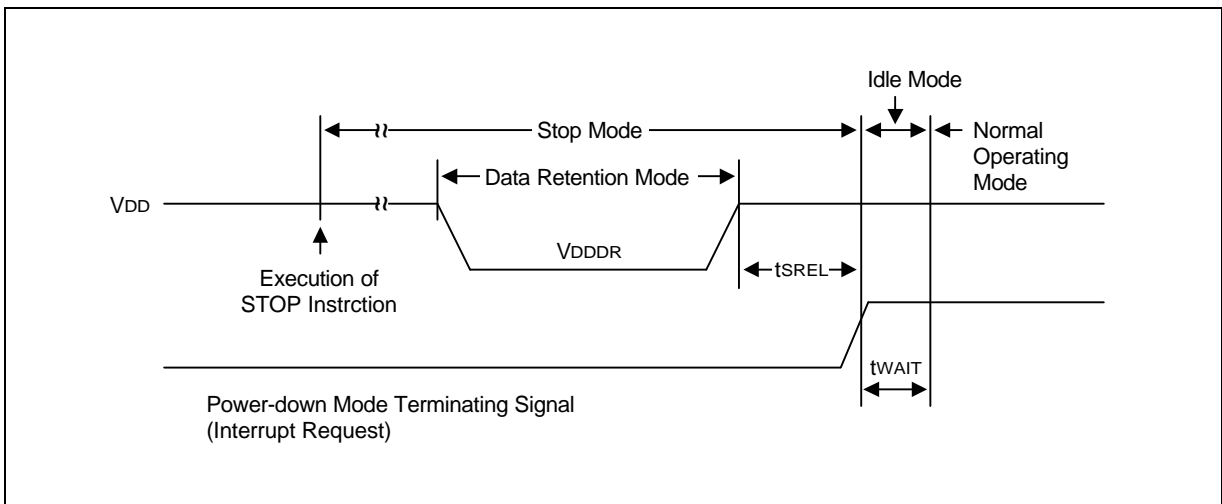 Idle Mode
Stop Mode
Normal
Operating
Mode
Data Retention Mode
VDD
VDDDR
Execution of
STOP Instrction
tSREL
tWAIT
Power-down Mode Terminating Signal
(Interrupt Request)